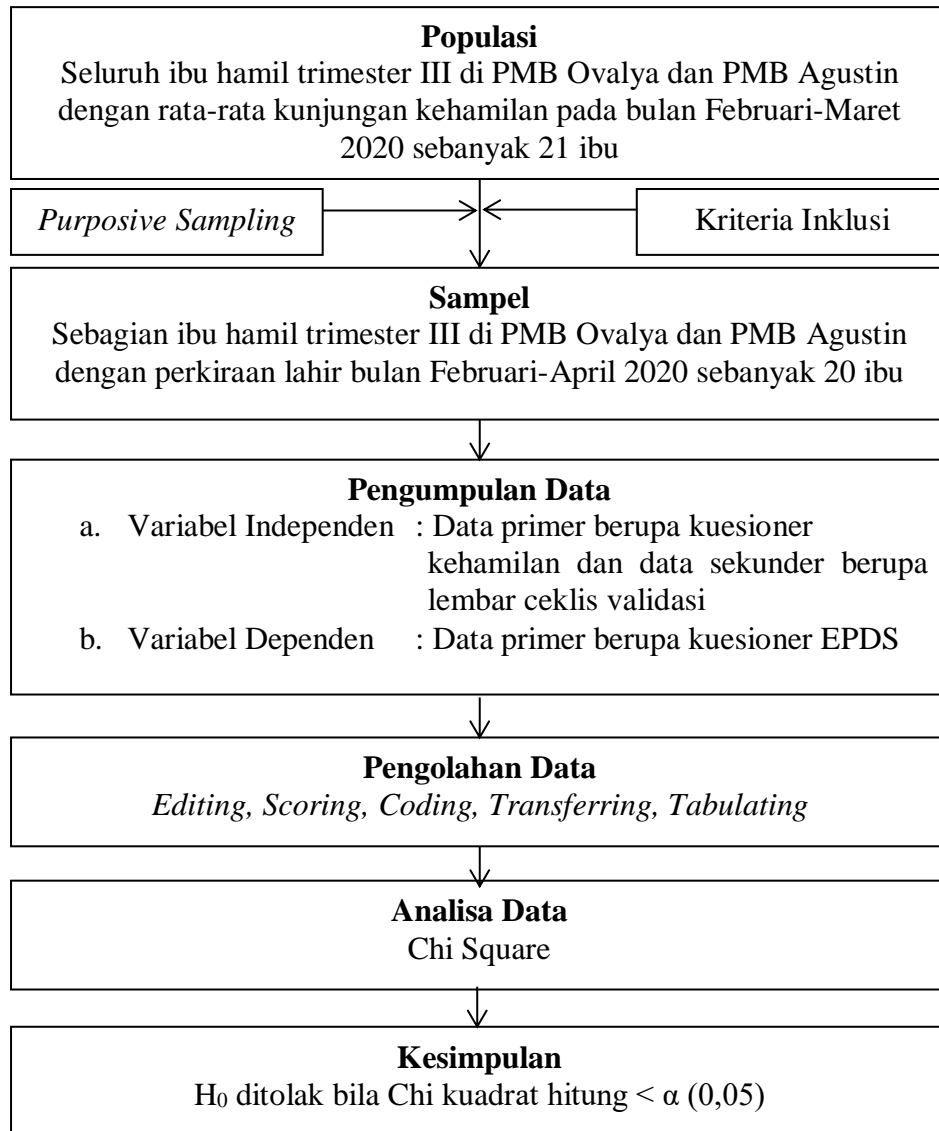 Populasi
Seluruh ibu hamil trimester III di PMB Ovalya dan PMB Agustin
dengan rata-rata kunjungan kehamilan pada bulan Februari-Maret
2020 sebanyak 21 ibu
Purposive Sampling
Kriteria Inklusi
Sampel
Sebagian ibu hamil trimester III di PMB Ovalya dan PMB Agustin
dengan perkiraan lahir bulan Februari-April 2020 sebanyak 20 ibu
Pengumpulan Data
a. Variabel Independen : Data primer berupa kuesioner
kehamilan dan data sekunder berupa
lembar ceklis validasi
b. Variabel Dependen : Data primer berupa kuesioner EPDS
Pengolahan Data
Editing, Scoring, Coding, Transferring, Tabulating
Analisa Data
Chi Square
Kesimpulan
H₀ ditolak bila Chi kuadrat hitung < α (0,05)